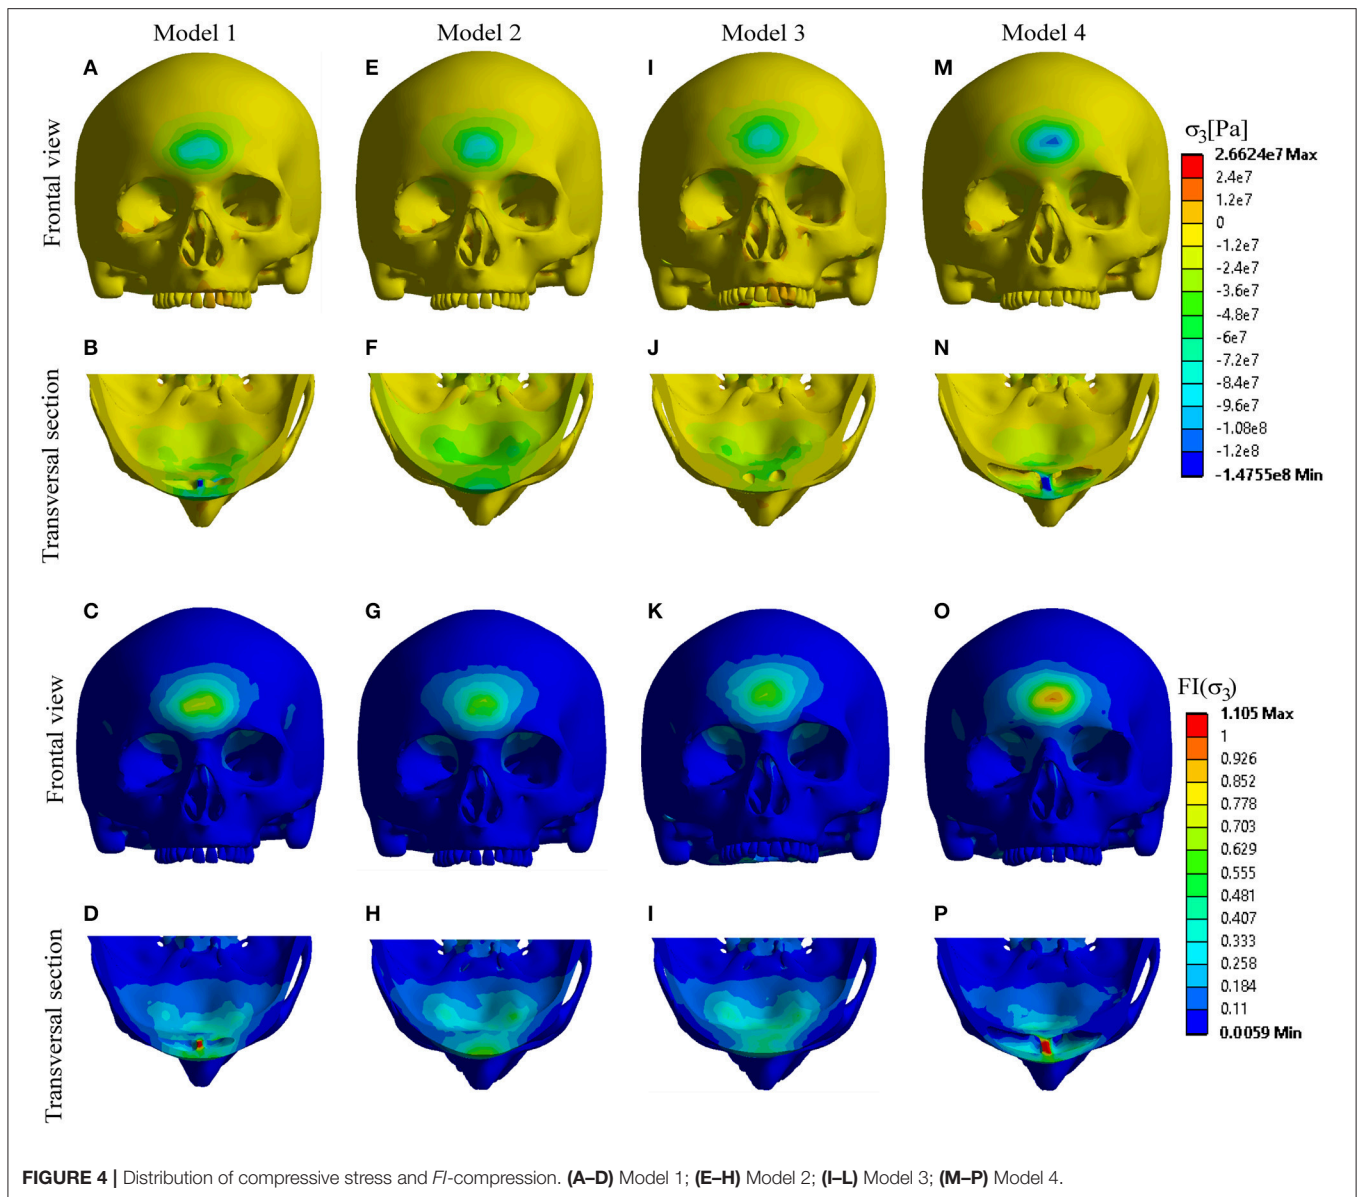 Model 1
Model 2
Model 3
Model 4
A
E
I
M
Frontal view
σ₃[Pa]
2.6624e7 Max
2.4e7
1.2e7
0
-1.2e7
-2.4e7
-3.6e7
-4.8e7
-6e7
-7.2e7
-8.4e7
-9.6e7
-1.08e8
-1.2e8
-1.4755e8 Min
B
F
J
N
Transversal section
C
G
K
O
Frontal view
FI(σ₃)
1.105 Max
1
0.926
0.852
0.778
0.703
0.629
0.555
0.481
0.407
0.333
0.258
0.184
0.11
0.0059 Min
D
H
I
P
Transversal section
FIGURE 4 | Distribution of compressive stress and FI-compression. (A–D) Model 1; (E–H) Model 2; (I–L) Model 3; (M–P) Model 4.